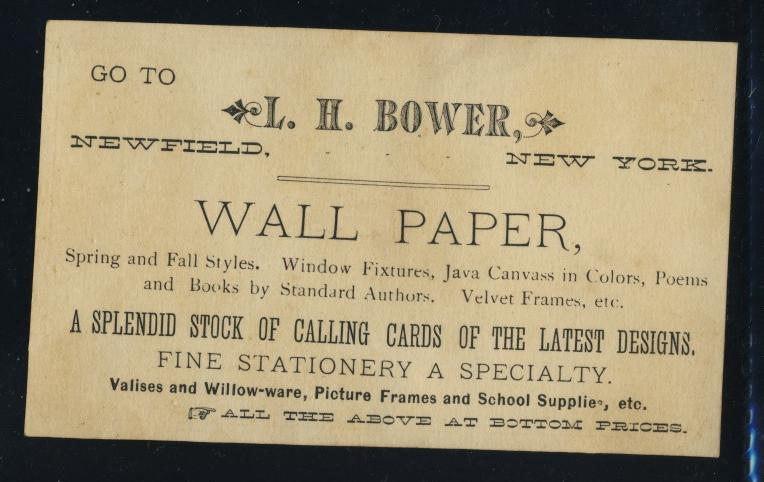 GO TO
L. H. BOWER,
NEWFIELD, - - - NEW YORK.
WALL PAPER,
Spring and Fall Styles. Window Fixtures, Java Canvass in Colors, Poems
and Books by Standard Authors. Velvet Frames, etc.
A SPLENDID STOCK OF CALLING CARDS OF THE LATEST DESIGNS.
FINE STATIONERY A SPECIALTY.
Valises and Willow-ware, Picture Frames and School Supplies, etc.
☞ ALL THE ABOVE AT BOTTOM PRICES.